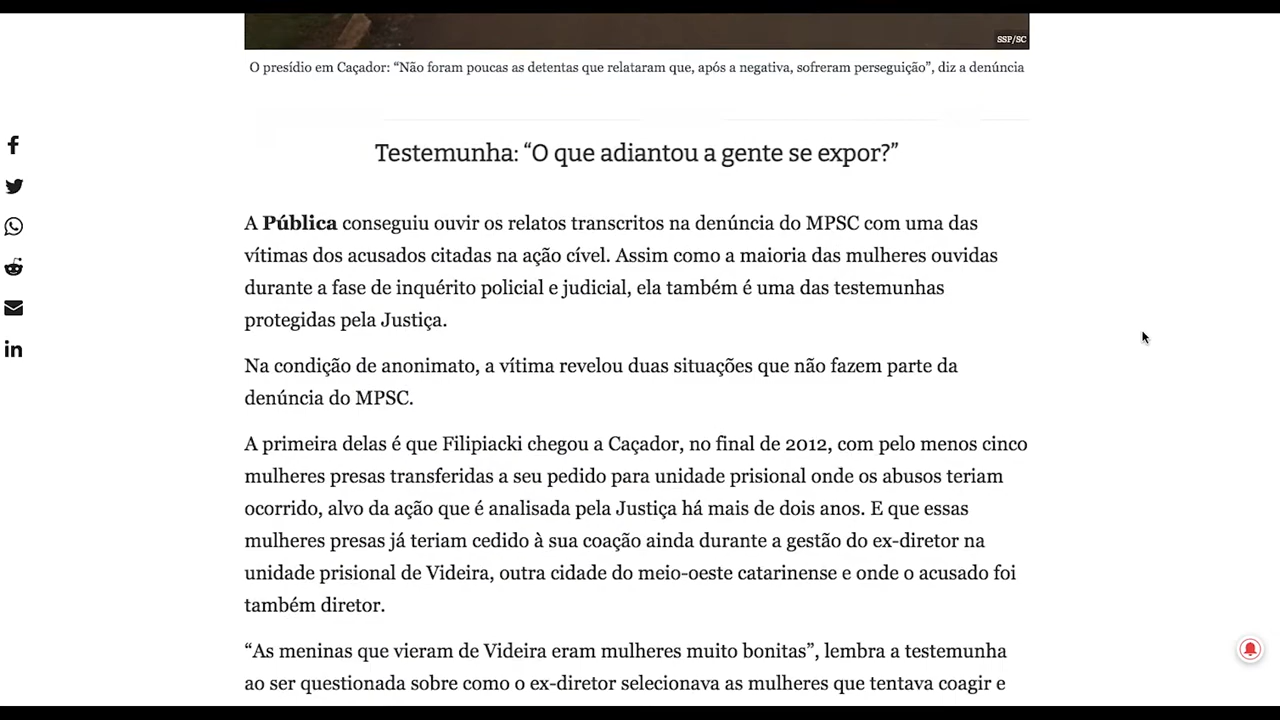 SSP/SC
O presídio em Caçador: “Não foram poucas as detentas que relataram que, após a negativa, sofreram perseguição”, diz a denúncia
Testemunha: “O que adiantou a gente se expor?”
A Pública conseguiu ouvir os relatos transcritos na denúncia do MPSC com uma das
vítimas dos acusados citadas na ação cível. Assim como a maioria das mulheres ouvidas
durante a fase de inquérito policial e judicial, ela também é uma das testemunhas
protegidas pela Justiça.
Na condição de anonimato, a vítima revelou duas situações que não fazem parte da
denúncia do MPSC.
A primeira delas é que Filipiacki chegou a Caçador, no final de 2012, com pelo menos cinco
mulheres presas transferidas a seu pedido para unidade prisional onde os abusos teriam
ocorrido, alvo da ação que é analisada pela Justiça há mais de dois anos. E que essas
mulheres presas já teriam cedido à sua coação ainda durante a gestão do ex-diretor na
unidade prisional de Videira, outra cidade do meio-oeste catarinense e onde o acusado foi
também diretor.
“As meninas que vieram de Videira eram mulheres muito bonitas”, lembra a testemunha
ao ser questionada sobre como o ex-diretor selecionava as mulheres que tentava coagir e